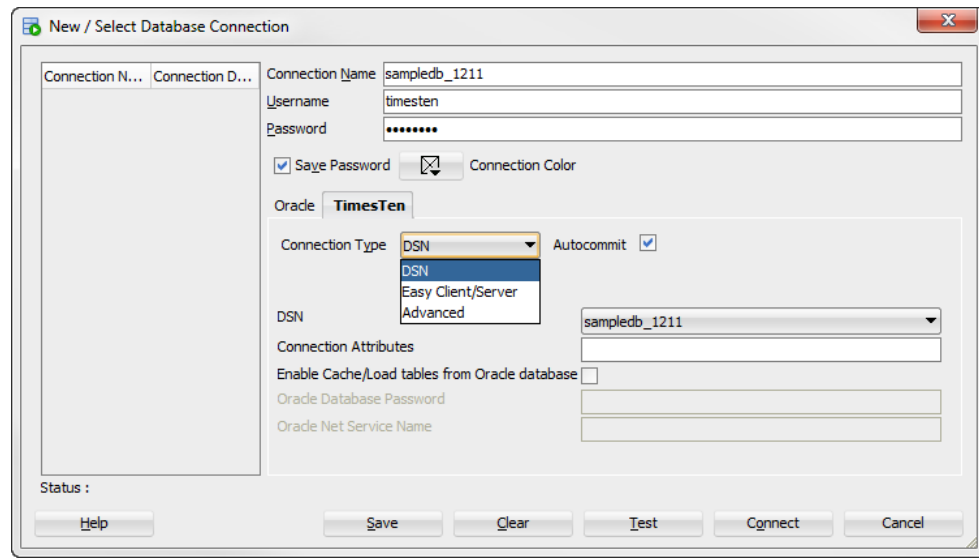 New / Select Database Connection
x
Connection N... Connection D...
Connection Name sampledb_1211
Username timesten
Password ••••••••
Save Password Connection Color
Oracle TimesTen
Connection Type DSN Autocommit
DSN
Easy Client/Server
Advanced
DSN sampledb_1211
Connection Attributes
Enable Cache/Load tables from Oracle database
Oracle Database Password
Oracle Net Service Name
Status :
Help Save Clear Test Connect Cancel